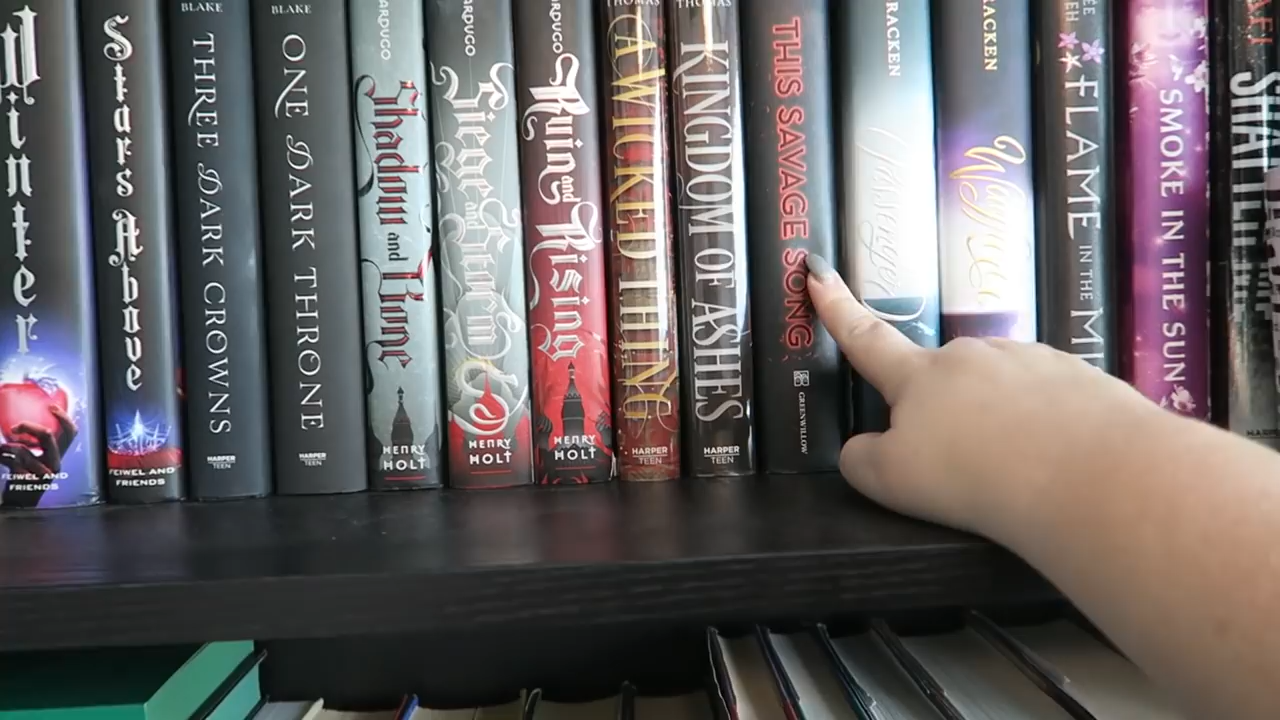 Winter
FEIWEL AND
FRIENDS
Stars Above
FEIWEL AND
FRIENDS
BLAKE
THREE DARK CROWNS
HARPER
TEEN
BLAKE
ONE DARK THRONE
HARPER
TEEN
Shadow and Bone
HENRY
HOLT
Siege and Storm
HENRY
HOLT
Ruin and Rising
HENRY
HOLT
THOMAS
A WICKED THING
HARPER
TEEN
THOMAS
KINGDOM OF ASHES
HARPER
TEEN
THIS SAVAGE SONG
GREENWILLOW
RACKEN
Passenger
RACKEN
Wayfarer
FLAME IN THE MI
SMOKE IN THE SUN